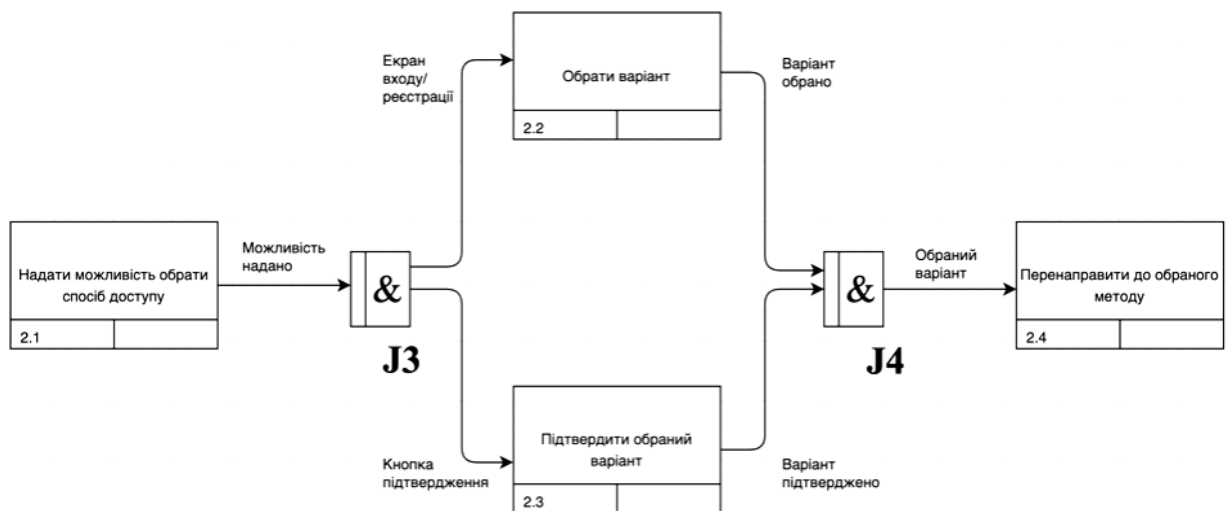 Екран
входу/
реєстрації
Обрати варіант
2.2
Варіант
обрано
Надати можливість обрати
спосіб доступу
2.1
Можливість
надано
&
J3
&
J4
Обраний
варіант
Перенаправити до обраного
методу
2.4
Кнопка
підтвердження
Підтвердити обраний
варіант
2.3
Варіант
підтверджено